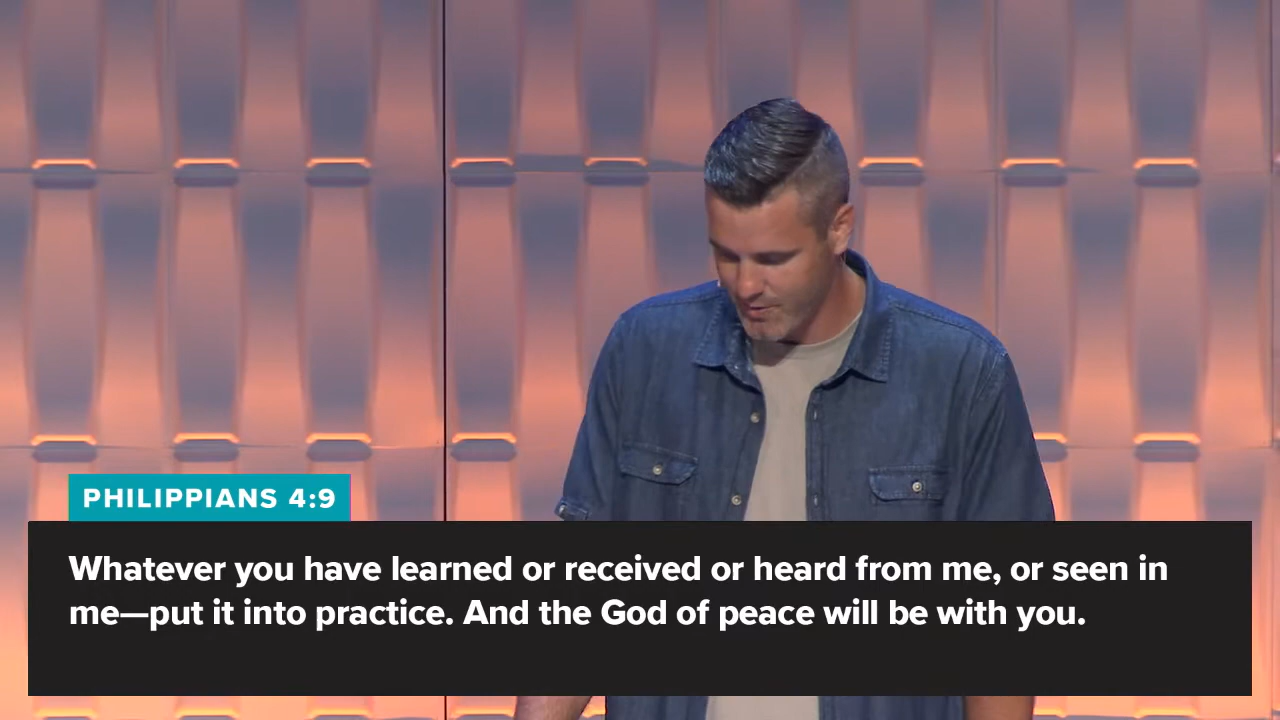 PHILIPPIANS 4:9
Whatever you have learned or received or heard from me, or seen in
me—put it into practice. And the God of peace will be with you.